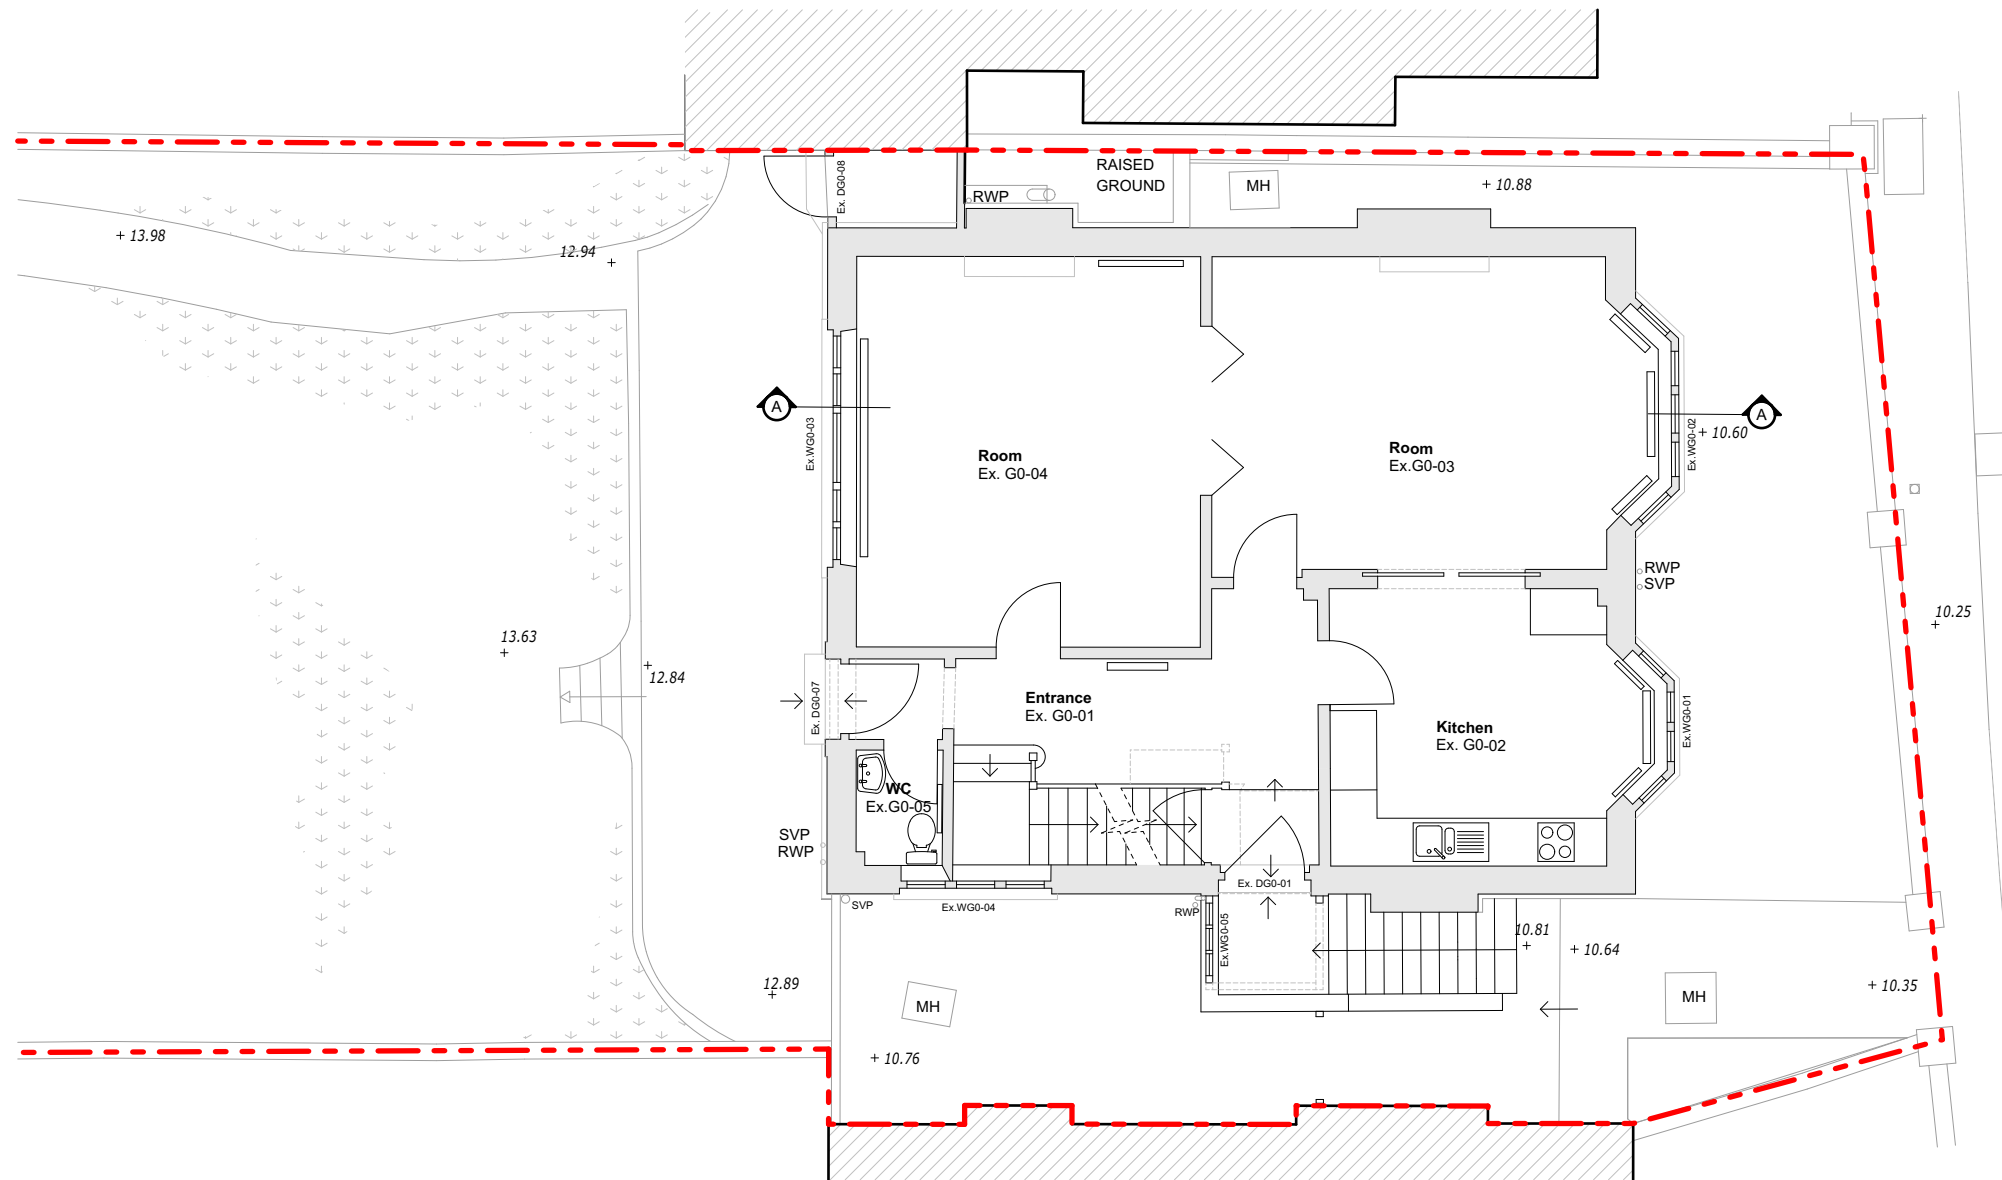 RAISED
GROUND
MH
10.88
Ex. DG0-08
RWP
13.98
12.94
A
A
Ex.WG0-03
Ex.WG0-02
10.60
Room
Ex. G0-04
Room
Ex.G0-03
RWP
SVP
10.25
13.63
12.84
Ex. DG0-07
Entrance
Ex. G0-01
Kitchen
Ex. G0-02
Ex.WG0-01
WC
Ex.G0-05
SVP
RWP
SVP
Ex.WG0-04
RWP
Ex. DG0-01
Ex.WG0-05
10.81
10.64
12.89
MH
MH
10.35
10.76